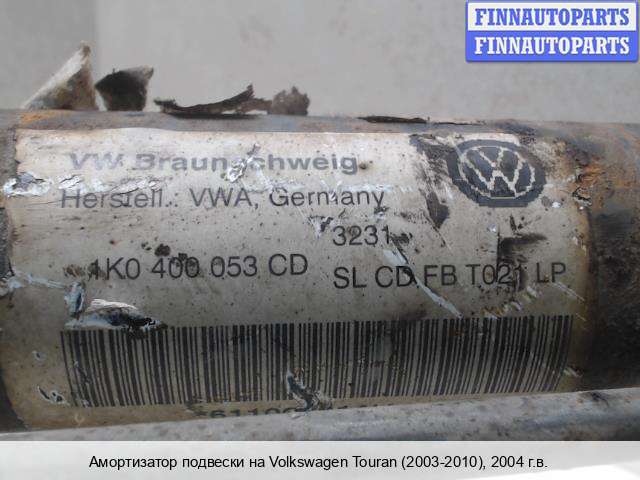 FINNAUTOPARTS
FINNAUTOPARTS
VW Braunschweig
Herstell.: VWA, Germany
3231
1K0 400 053 CD
SL CD FB T021 LP
Амортизатор подвески на Volkswagen Touran (2003-2010), 2004 г.в.